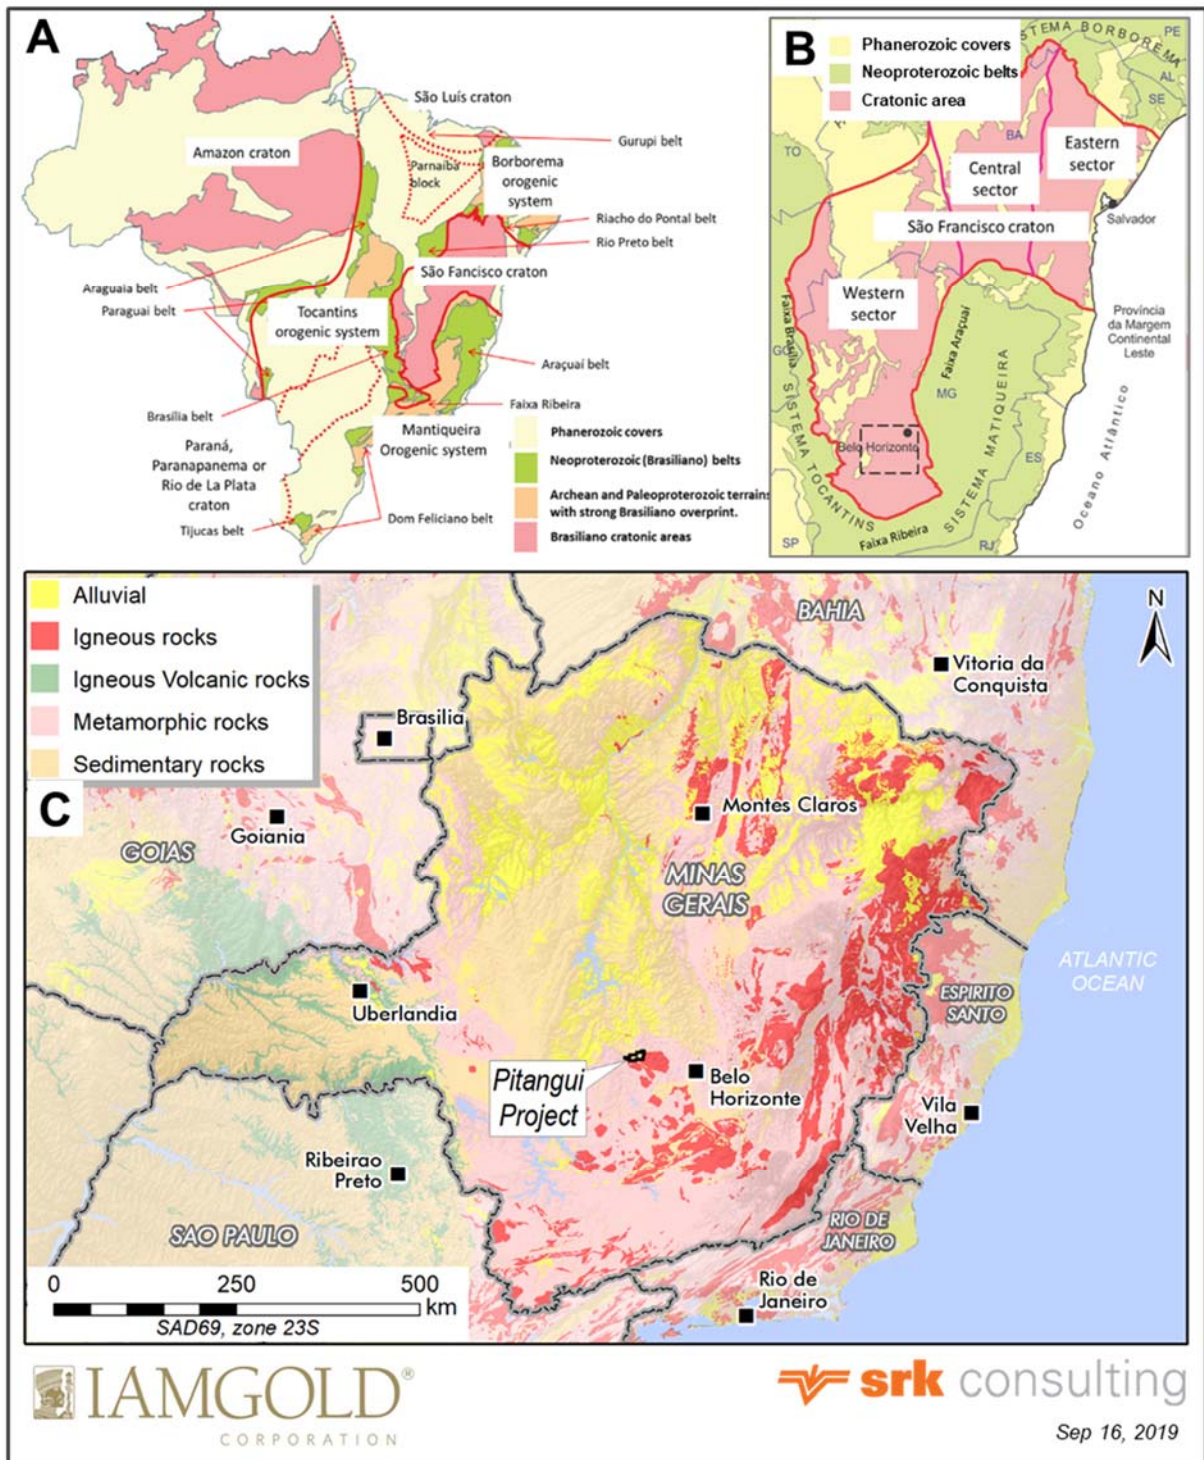 A
São Luís craton
Gurupi belt
Amazon craton
Parnaíba
block
Borborema
orogenic
system
Riacho do Pontal belt
Rio Preto belt
São Fancisco craton
Araguaia belt
Paraguai belt
Tocantins
orogenic system
Araçuaí belt
Brasília belt
Faixa Ribeira
Mantiqueira
Orogenic system
Paraná,
Paranapanema or
Rio de La Plata
craton
Tijucas belt
Dom Feliciano belt
Phanerozoic covers
Neoproterozoic (Brasiliano) belts
Archean and Paleoproterozoic terrains
with strong Brasiliano overprint.
Brasiliano cratonic areas
B
Phanerozoic covers
Neoproterozoic belts
Cratonic area
STEMA BORBOREMA
PE
AL
SE
TO
BA
Eastern
sector
Central
sector
Salvador
São Francisco craton
Western
sector
Faixa Brasília
Faixa Araçuaí
Província
da Margem
Continental
Leste
GO
MG
Belo Horizonte
SISTEMA TOCANTINS
SISTEMA MATIQUEIRA
ES
Oceano Atlântico
Faixa Ribeira
SP
RJ
Alluvial
Igneous rocks
Igneous Volcanic rocks
Metamorphic rocks
Sedimentary rocks
C
N
BAHIA
Vitoria da
Conquista
Brasilia
Goiania
GOIAS
Montes Claros
MINAS
GERAIS
ATLANTIC
OCEAN
Uberlandia
ESPIRITO
SANTO
Pitangui
Project
Belo
Horizonte
Vila
Velha
Ribeirao
Preto
SAO PAULO
RIO DE
JANEIRO
Rio de
Janeiro
0 250 500
km
SAD69, zone 23S
IAMGOLD®
CORPORATION
srk consulting
Sep 16, 2019